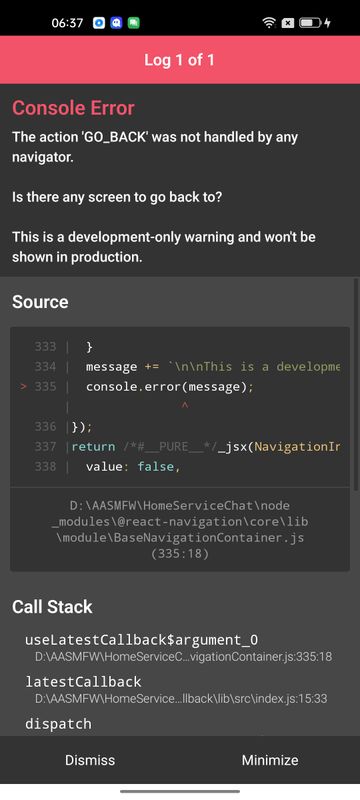 06:37
Log 1 of 1
Console Error
The action 'GO_BACK' was not handled by any
navigator.
Is there any screen to go back to?
This is a development-only warning and won't be
shown in production.
Source
333 | }
334 | message += `\n\nThis is a developme
> 335 | console.error(message);
| ^
336 |});
337 |return /*#__PURE__*/_jsx(NavigationIn
338 | value: false,
D:\AASMFW\HomeServiceChat\node
_modules\@react-navigation\core\lib
\module\BaseNavigationContainer.js
(335:18)
Call Stack
useLatestCallback$argument_0
D:\AASMFW\HomeServiceC...vigationContainer.js:335:18
latestCallback
D:\AASMFW\HomeService...llback\lib\src\index.js:15:33
dispatch
Dismiss
Minimize